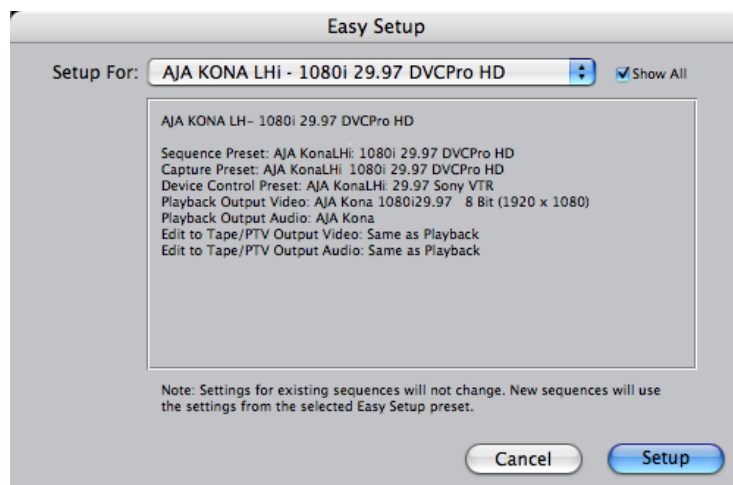 Easy Setup
Setup For: AJA KONA LHi - 1080i 29.97 DVCPro HD Show All
AJA KONA LH- 1080i 29.97 DVCPro HD
Sequence Preset: AJA KonaLHi: 1080i 29.97 DVCPro HD
Capture Preset: AJA KonaLHi 1080i 29.97 DVCPro HD
Device Control Preset: AJA KonaLHi: 29.97 Sony VTR
Playback Output Video: AJA Kona 1080i29.97 8 Bit (1920 x 1080)
Playback Output Audio: AJA Kona
Edit to Tape/PTV Output Video: Same as Playback
Edit to Tape/PTV Output Audio: Same as Playback
Note: Settings for existing sequences will not change. New sequences will use
the settings from the selected Easy Setup preset.
Cancel Setup